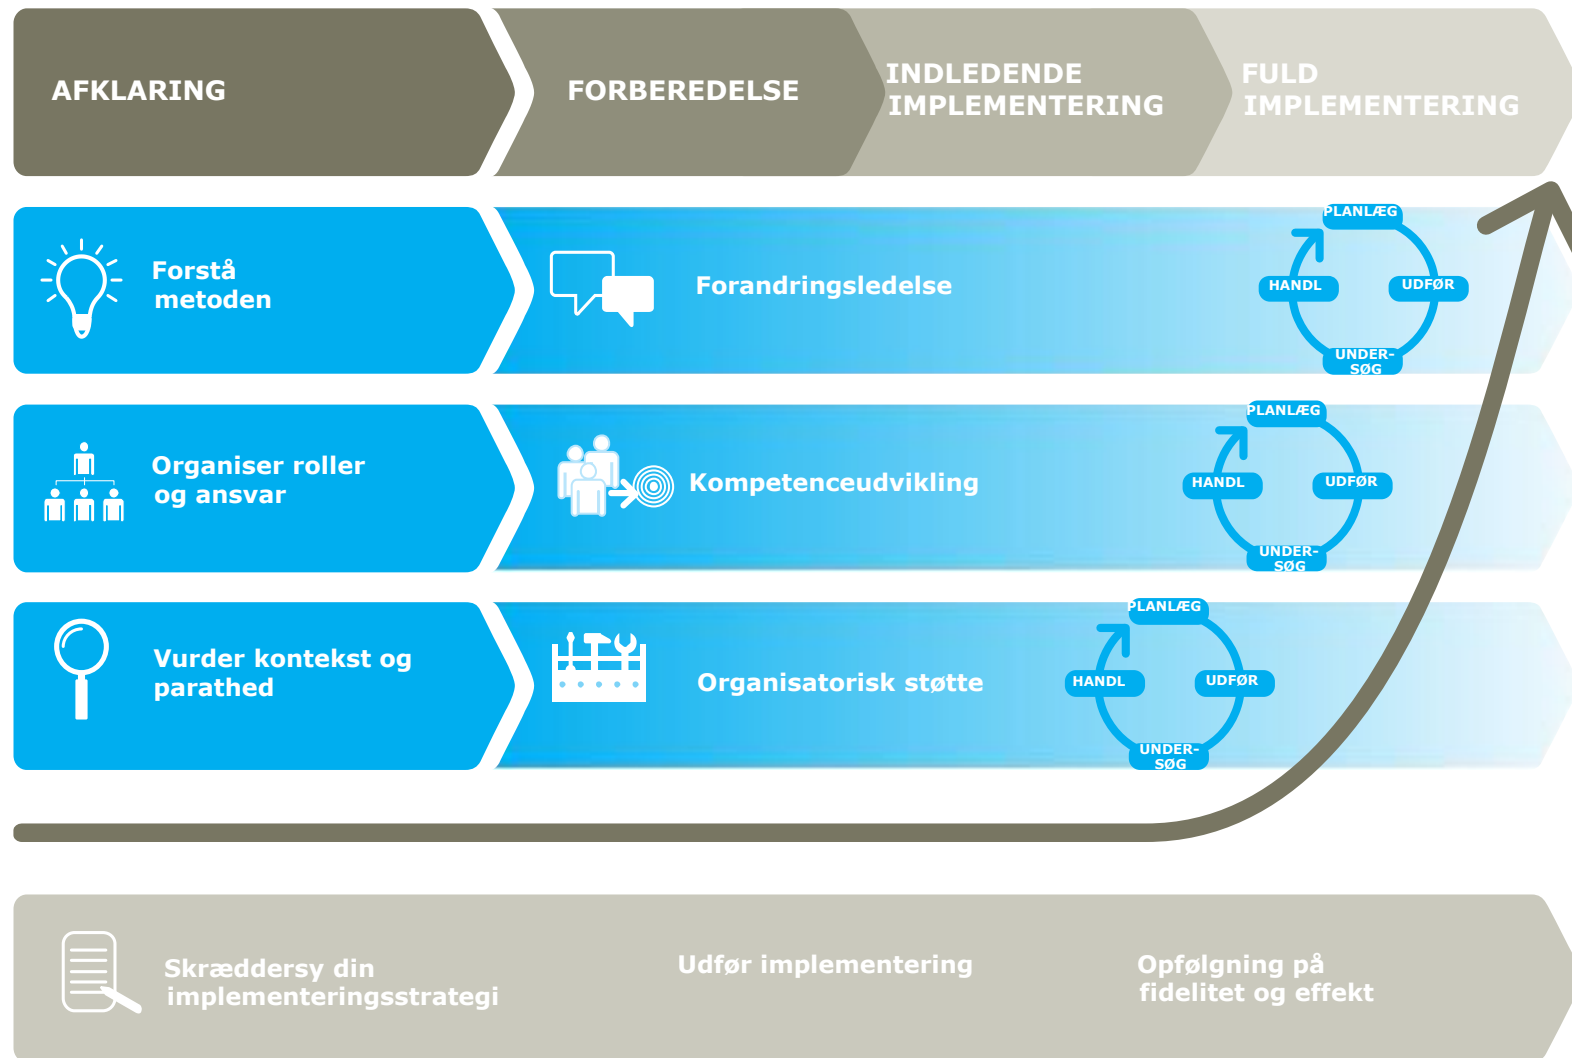 AFKLARING
FORBEREDELSE
INDLEDENDE
IMPLEMENTERING
FULD
IMPLEMENTERING
Forstå
metoden
Forandringsledelse
PLANLÆG
HANDL
UDFØR
UNDER-
SØG
Organiser roller
og ansvar
Kompetenceudvikling
PLANLÆG
HANDL
UDFØR
UNDER-
SØG
Vurder kontekst og
parathed
Organisatorisk støtte
PLANLÆG
HANDL
UDFØR
UNDER-
SØG
Skræddersy din
implementeringsstrategi
Udfør implementering
Opfølgning på
fidelitet og effekt